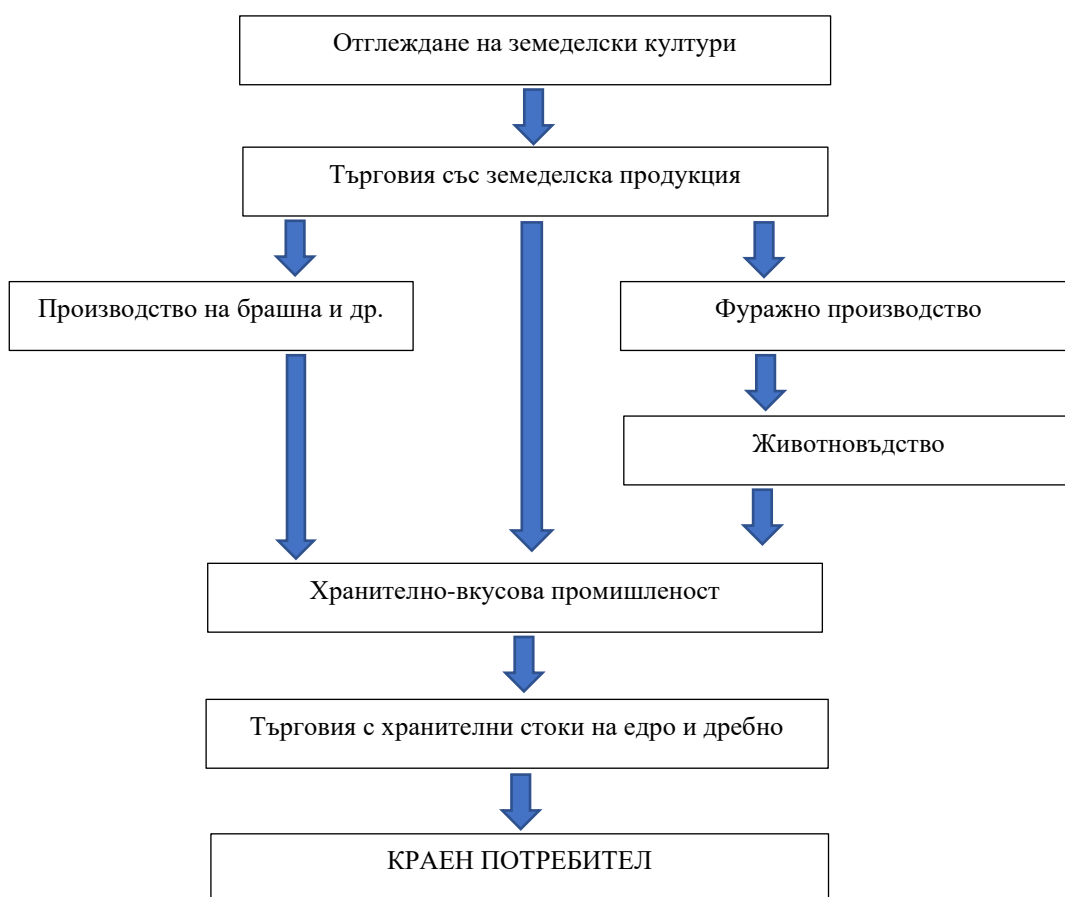 Отглеждане на земеделски култури
Търговия със земеделска продукция
Производство на брашна и др.
Фуражно производство
Животновъдство
Хранително-вкусова промишленост
Търговия с хранителни стоки на едро и дребно
КРАЕН ПОТРЕБИТЕЛ